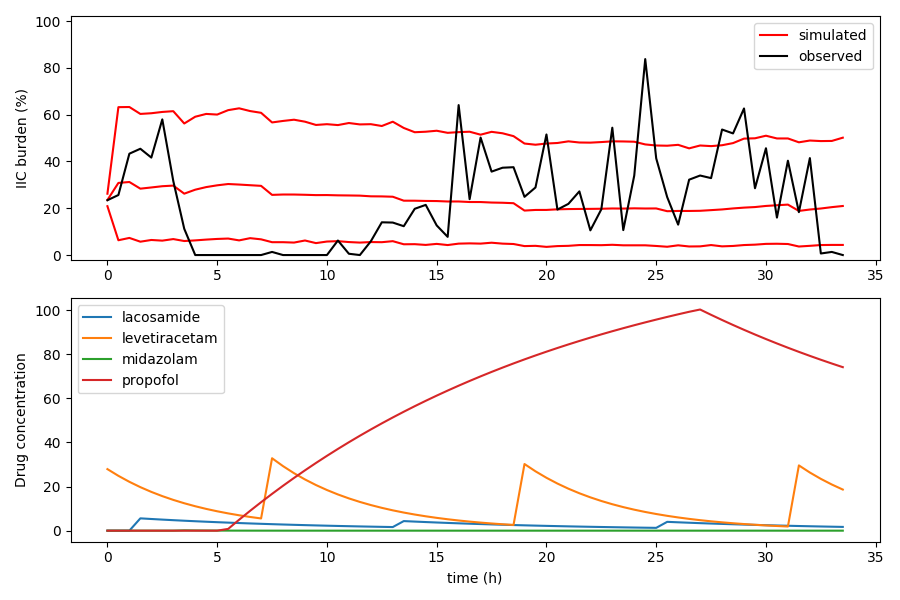 100
80
60
40
20
0
IIC burden (%)
simulated
observed
0 5 10 15 20 25 30 35
100
80
60
40
20
0
Drug concentration
lacosamide
levetiracetam
midazolam
propofol
0 5 10 15 20 25 30 35
time (h)